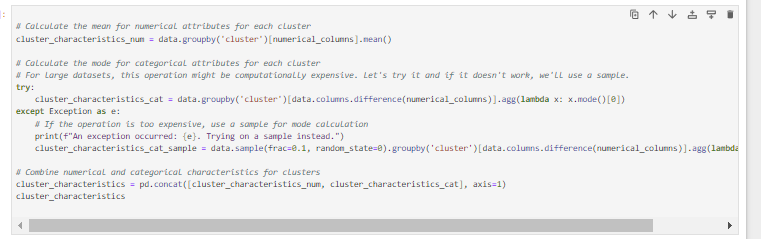 ]:
# Calculate the mean for numerical attributes for each cluster
cluster_characteristics_num = data.groupby('cluster')[numerical_columns].mean()
# Calculate the mode for categorical attributes for each cluster
# For large datasets, this operation might be computationally expensive. Let's try it and if it doesn't work, we'll use a sample.
try:
    cluster_characteristics_cat = data.groupby('cluster')[data.columns.difference(numerical_columns)].agg(lambda x: x.mode()[0])
except Exception as e:
    # If the operation is too expensive, use a sample for mode calculation
    print(f"An exception occurred: {e}. Trying on a sample instead.")
    cluster_characteristics_cat_sample = data.sample(frac=0.1, random_state=0).groupby('cluster')[data.columns.difference(numerical_columns)].agg(lambda
# Combine numerical and categorical characteristics for clusters
cluster_characteristics = pd.concat([cluster_characteristics_num, cluster_characteristics_cat], axis=1)
cluster_characteristics